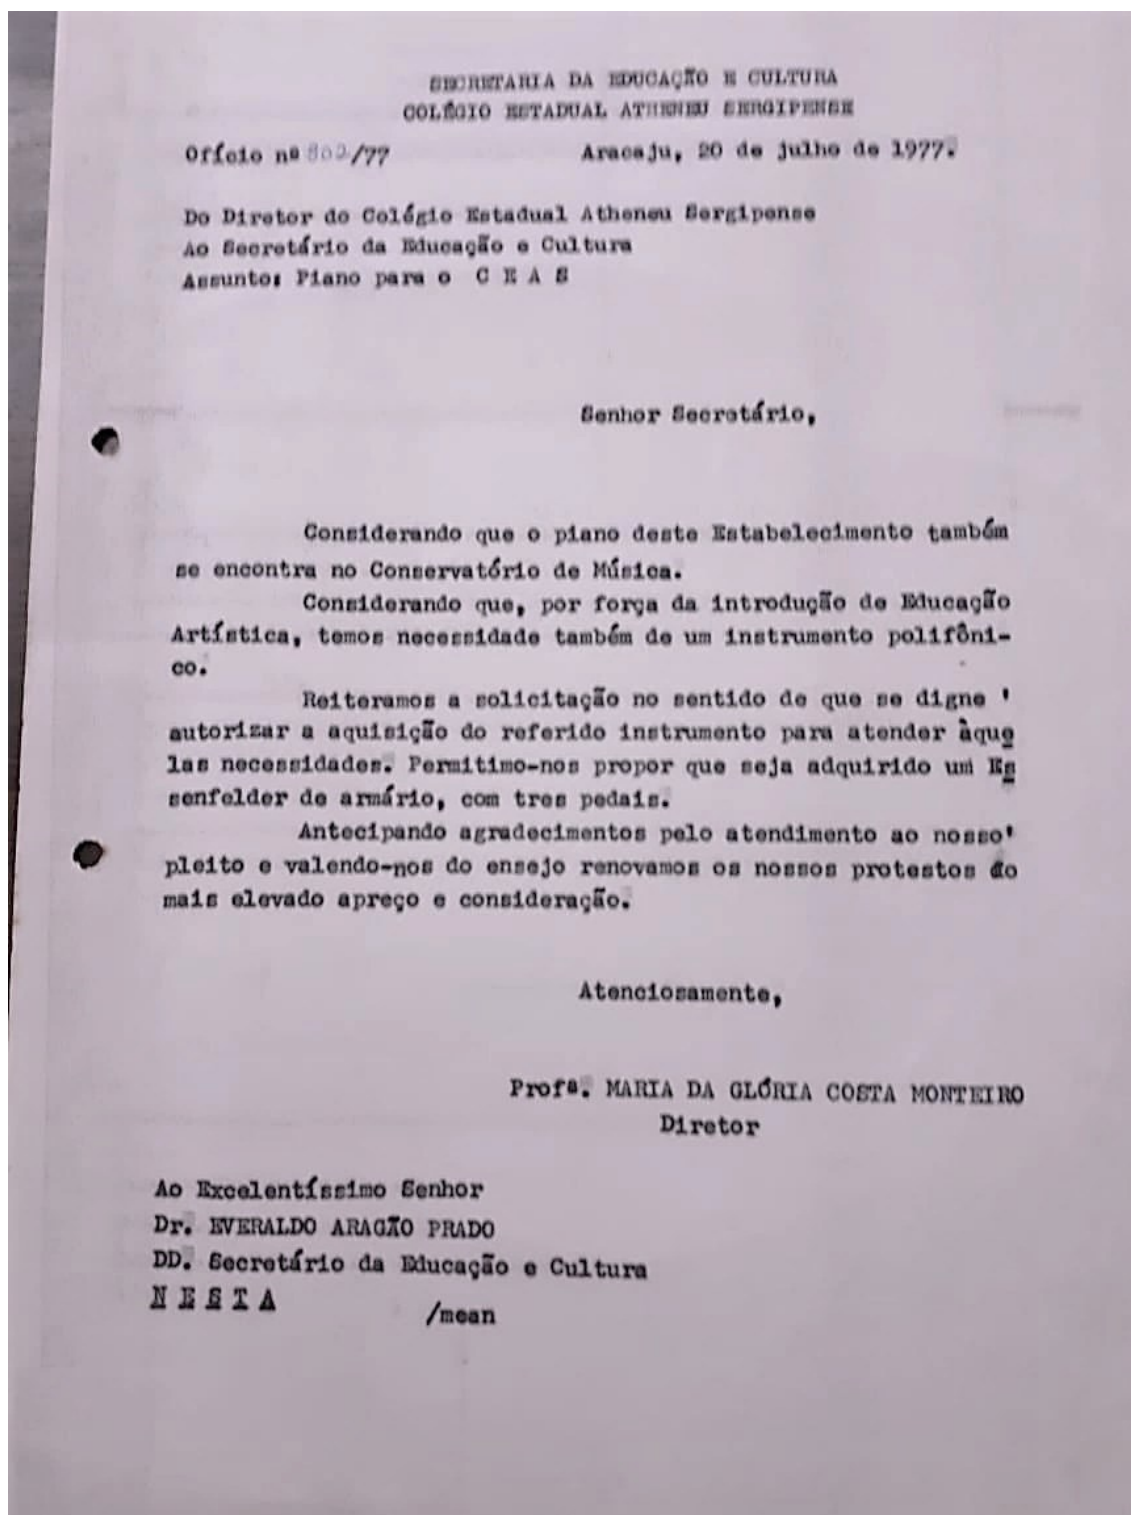 SECRETARIA DA EDUCAÇÃO E CULTURA
COLÉGIO ESTADUAL ATHENEU SERGIPENSE
Ofício nº /77 Aracaju, 20 de julho de 1977.
Do Diretor do Colégio Estadual Atheneu Sergipense
Ao Secretário da Educação e Cultura
Assunto: Piano para o C E A S
Senhor Secretário,
Considerando que o piano deste Estabelecimento também
se encontra no Conservatório de Música.
Considerando que, por força da introdução de Educação
Artística, temos necessidade também de um instrumento polifôni-
co.
Reiteramos a solicitação no sentido de que se digne '
autorizar a aquisição do referido instrumento para atender àque
las necessidades. Permitimo-nos propor que seja adquirido um Es
senfelder de armário, com tres pedais.
Antecipando agradecimentos pelo atendimento ao nosso'
pleito e valendo-nos do ensejo renovamos os nossos protestos do
mais elevado apreço e consideração.
Atenciosamente,
Profª. MARIA DA GLÓRIA COSTA MONTEIRO
Diretor
Ao Excelentíssimo Senhor
Dr. EVERALDO ARAGÃO PRADO
DD. Secretário da Educação e Cultura
N E S T A /mean